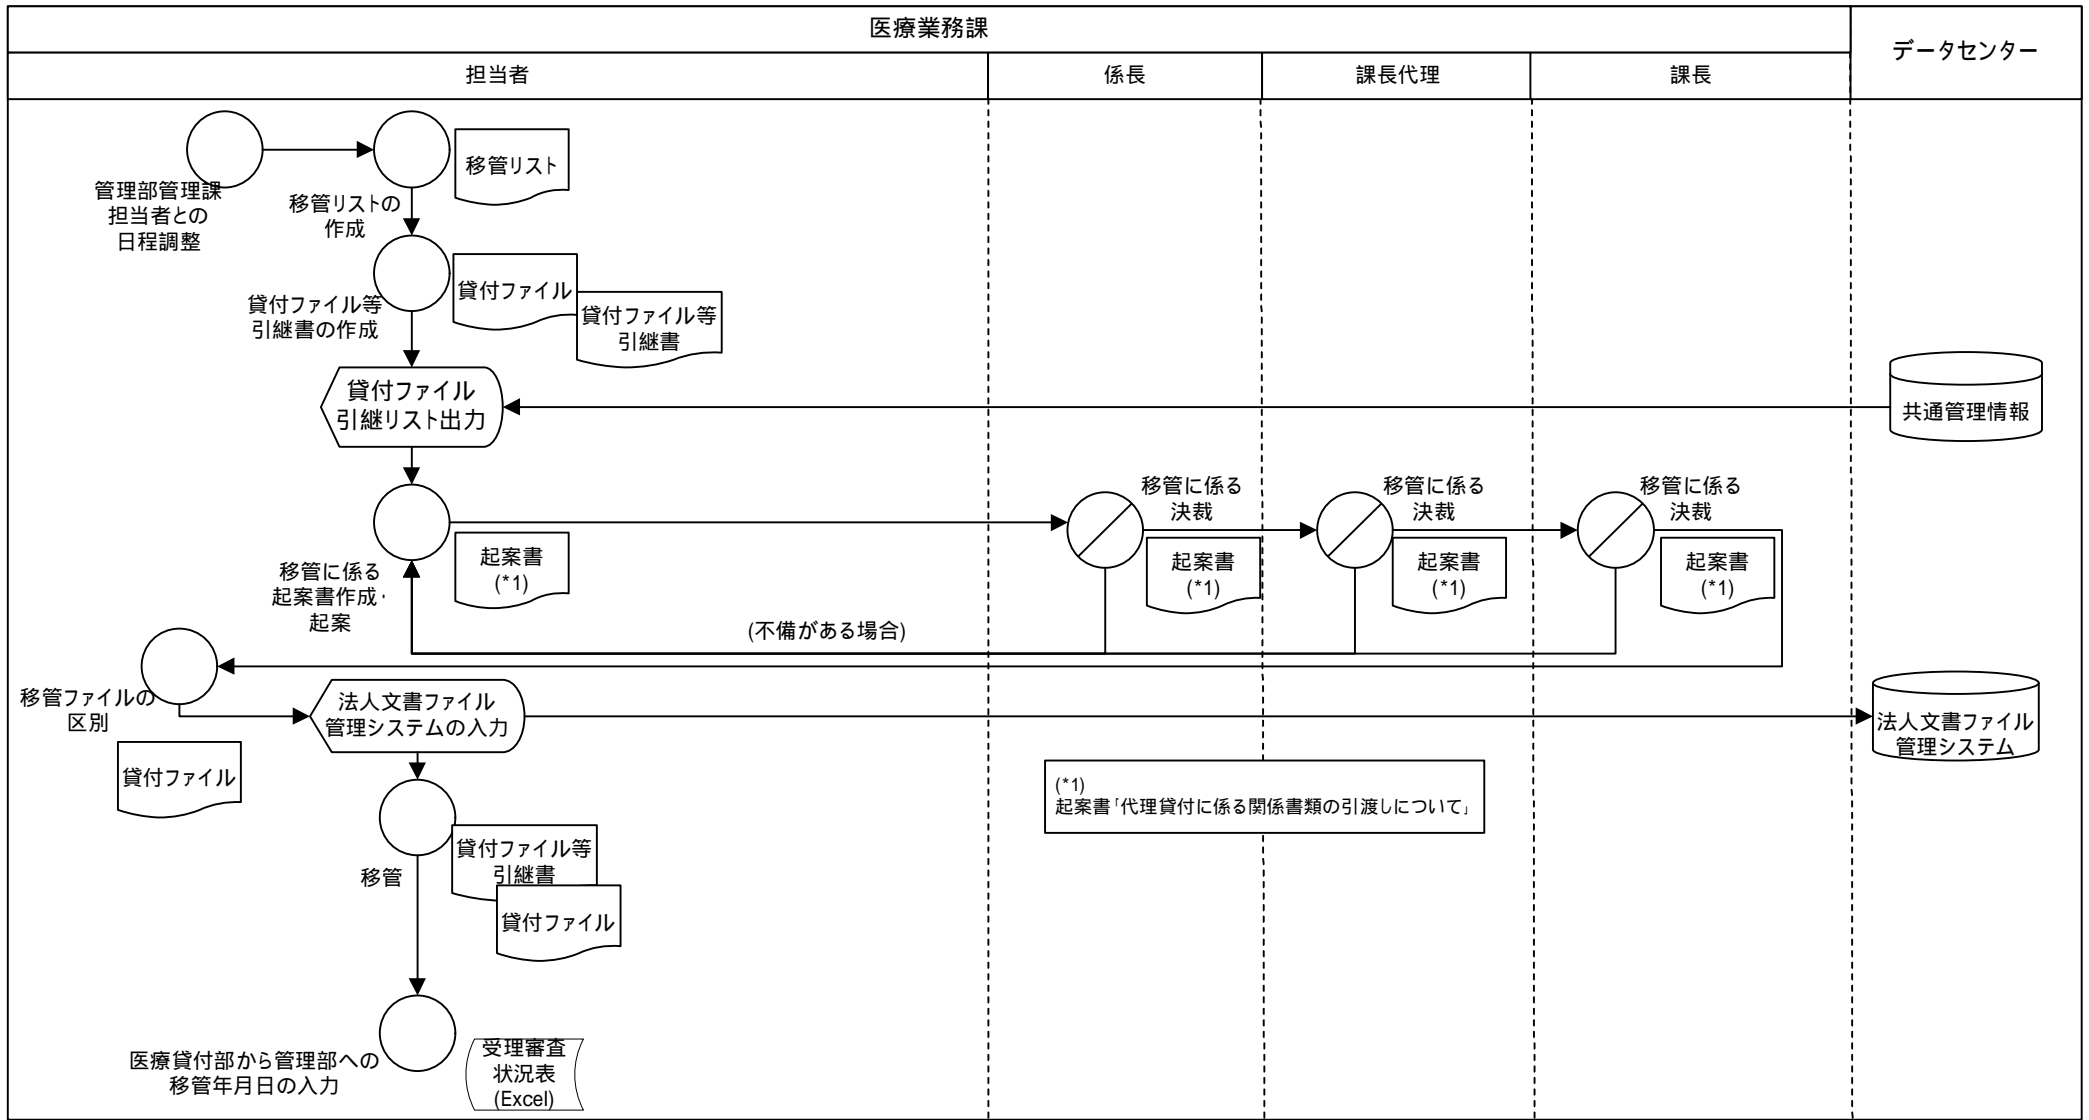 医療業務課
データセンター
担当者
係長
課長代理
課長
移管リスト
管理部管理課
担当者との
日程調整
移管リストの
作成
貸付ファイル
貸付ファイル等
引継書
貸付ファイル等
引継書の作成
貸付ファイル
引継リスト出力
共通管理情報
移管に係る
決裁
移管に係る
決裁
移管に係る
決裁
起案書
(*1)
起案書
(*1)
起案書
(*1)
起案書
(*1)
移管に係る
起案書作成・
起案
(不備がある場合)
移管ファイルの
区別
法人文書ファイル
管理システムの入力
法人文書ファイル
管理システム
貸付ファイル
(*1)
起案書「代理貸付に係る関係書類の引渡しについて」
貸付ファイル等
引継書
移管
貸付ファイル
医療貸付部から管理部への
移管年月日の入力
受理審査
状況表
(Excel)